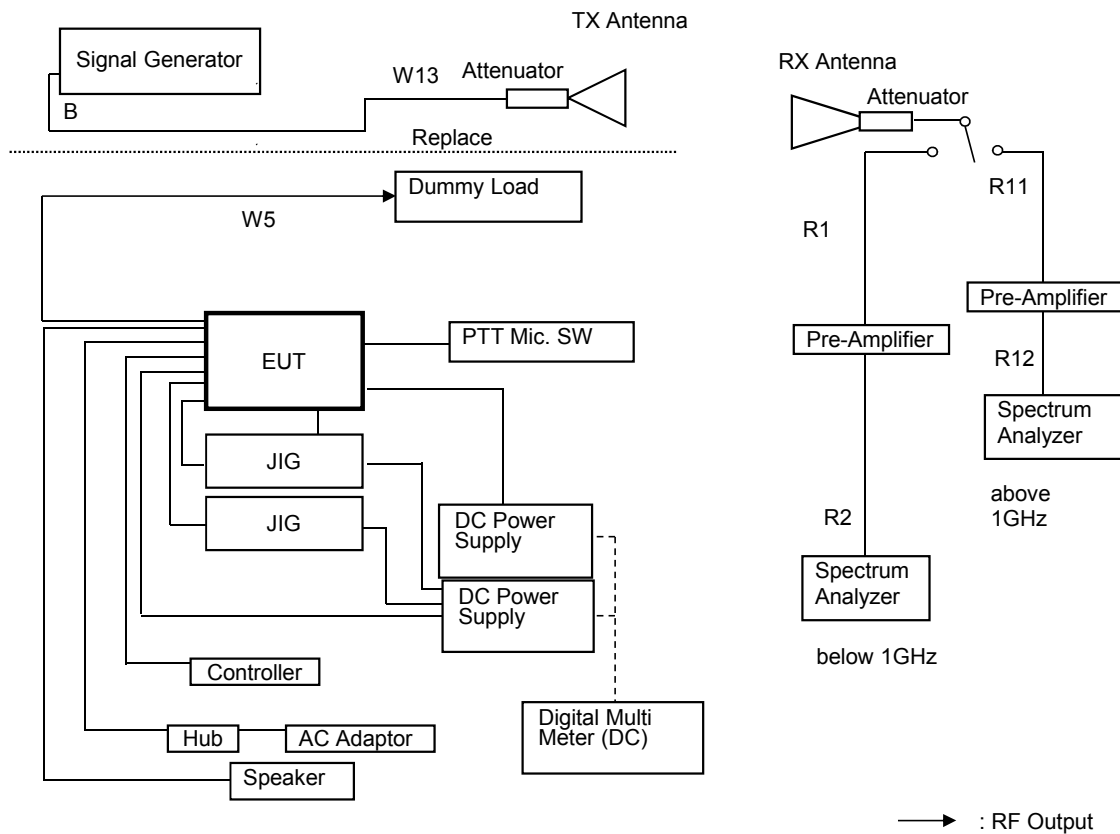 TX Antenna
Signal Generator
W13
Attenuator
B
Replace
RX Antenna
Attenuator
Dummy Load
W5
R1
R11
Pre-Amplifier
Pre-Amplifier
R12
EUT
PTT Mic. SW
JIG
JIG
DC Power
Supply
DC Power
Supply
R2
Spectrum
Analyzer
above
1GHz
Spectrum
Analyzer
below 1GHz
Controller
Hub
AC Adaptor
Speaker
Digital Multi
Meter (DC)
: RF Output